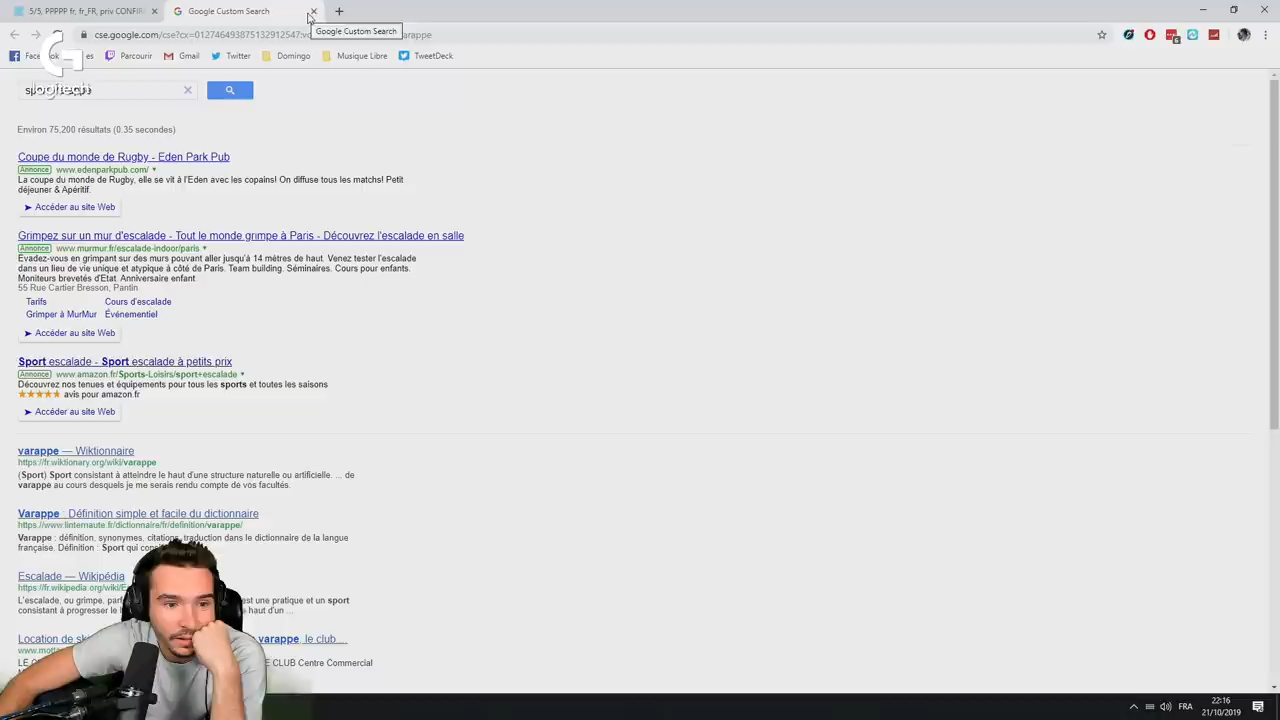 5/5, PPPPP fr, fr_FR, CONFIR
Google Custom Search
Google Custom Search
cse.google.com/cse?cx=012746493875132912547:v
arappe
Parcourir
Gmail
Twitter
Domingo
Musique Libre
TweetDeck
logitech
Environ 75,200 résultats (0.35 secondes)
Coupe du monde de Rugby - Eden Park Pub
Annonce www.edenparkpub.com/
La coupe du monde de Rugby, elle se vit à l'Eden avec les copains! On diffuse tous les matchs! Petit
déjeuner & Apéritif.
Accéder au site Web
Grimpez sur un mur d'escalade - Tout le monde grimpe à Paris - Découvrez l'escalade en salle
Annonce www.murmur.fr/escalade-indoor/paris
Évadez-vous en grimpant sur des murs pouvant aller jusqu'à 14 mètres de haut. Venez tester l'escalade
dans un lieu de vie unique et atypique à côté de Paris. Team building. Séminaires. Cours pour enfants.
Moniteurs brevetés d'Etat. Anniversaire enfant
55 Rue Cartier Bresson, Pantin
Tarifs Cours d'escalade
Grimper à MurMur Événementiel
Accéder au site Web
Sport escalade - Sport escalade à petits prix
Annonce www.amazon.fr/Sports-Loisirs/sport+escalade
Découvrez nos tenues et équipements pour tous les sports et toutes les saisons
avis pour amazon.fr
Accéder au site Web
varappe — Wiktionnaire
https://fr.wiktionary.org/wiki/varappe
(Sport) Sport consistant à atteindre le haut d'une structure naturelle ou artificielle. ... de
varappe au cours desquels je me serais rendu compte de vos facultés.
Varappe : Définition simple et facile du dictionnaire
https://www.linternaute.fr/dictionnaire/fr/definition/varappe/
Varappe : définition, synonymes, citations, traduction dans le dictionnaire de la langue
française. Définition : Sport qui
Escalade — Wikipédia
https://fr.wikipedia.org/wiki/E
L'escalade, ou grimpe, est une pratique et un sport
consistant à progresser le haut d'un ...
Location de varappe, le club ...
CLUB Centre Commercial
22:16
FRA
21/10/2019